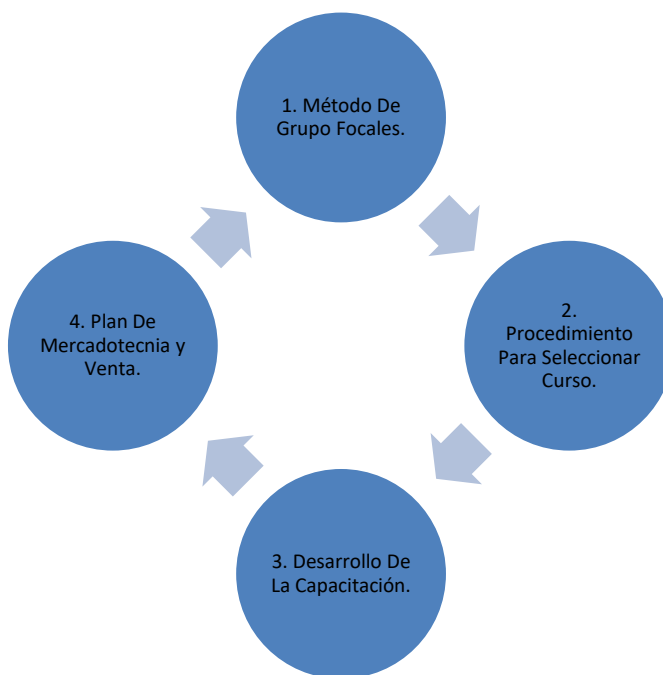 1. Método De
Grupo Focales.
2.
Procedimiento
Para Seleccionar
Curso.
3. Desarrollo De
La Capacitación.
4. Plan De
Mercadotecnia y
Venta.